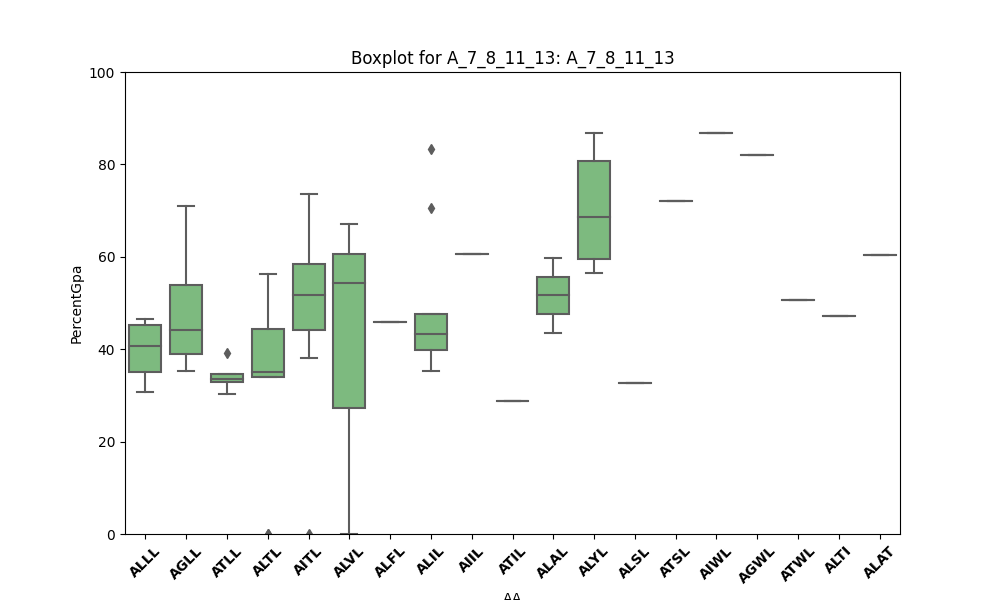 Boxplot for A_7_8_11_13: A_7_8_11_13
100
80
60
40
20
0
PercentGpa
ALLL
AGLL
ATLL
ALTL
AITL
ALVL
ALFL
ALIL
AIIL
ATIL
ALAL
ALYL
ALSL
ATSL
AIWL
AGWL
ATWL
ALTI
ALAT
AA